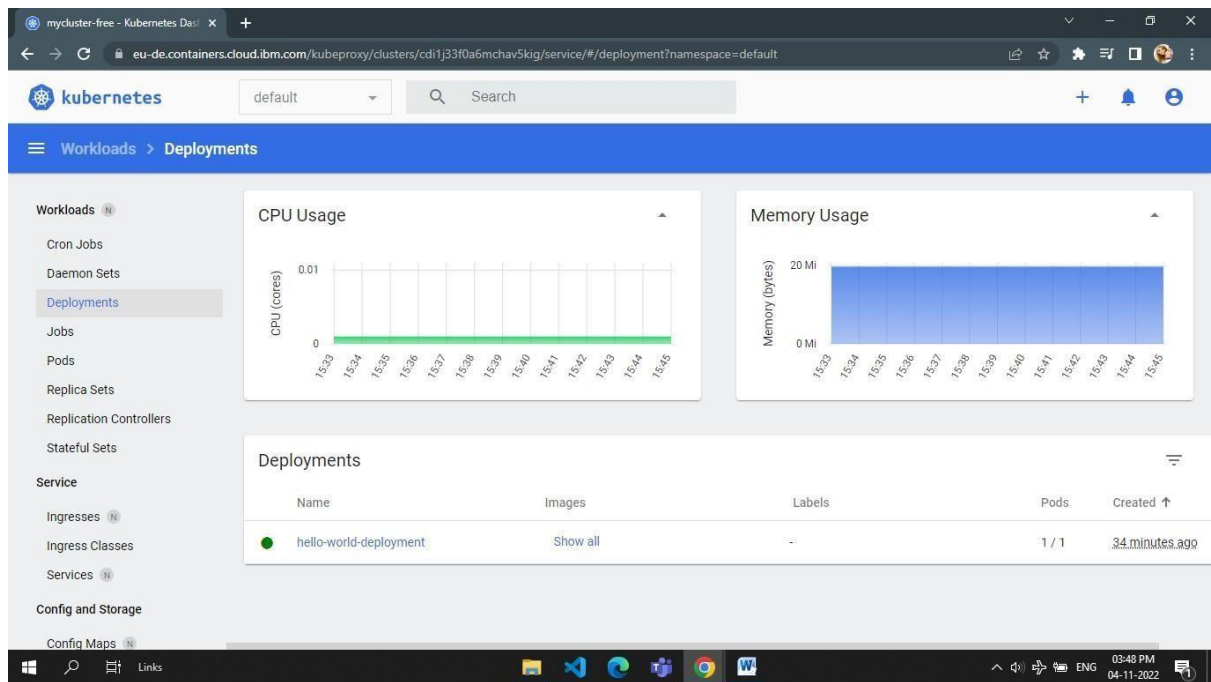 mycluster-free - Kubernetes Das
eu-de.containers.cloud.ibm.com/kubeproxy/clusters/cdi1j33f0a6mchav5kig/service/#/deployment?namespace=default
kubernetes
default
Search
Workloads > Deployments
Workloads N
Cron Jobs
Daemon Sets
Deployments
Jobs
Pods
Replica Sets
Replication Controllers
Stateful Sets
Service
Ingresses N
Ingress Classes
Services N
Config and Storage
Config Maps N
CPU Usage
CPU (cores)
0.01
0
15:33 15:34 15:35 15:36 15:37 15:38 15:39 15:40 15:41 15:42 15:43 15:44 15:45
Memory Usage
Memory (bytes)
20 Mi
0 Mi
15:33 15:34 15:35 15:36 15:37 15:38 15:39 15:40 15:41 15:42 15:43 15:44 15:45
Deployments
Name Images Labels Pods Created
hello-world-deployment Show all - 1 / 1 34 minutes ago
Links
ENG
03:48 PM
04-11-2022
1